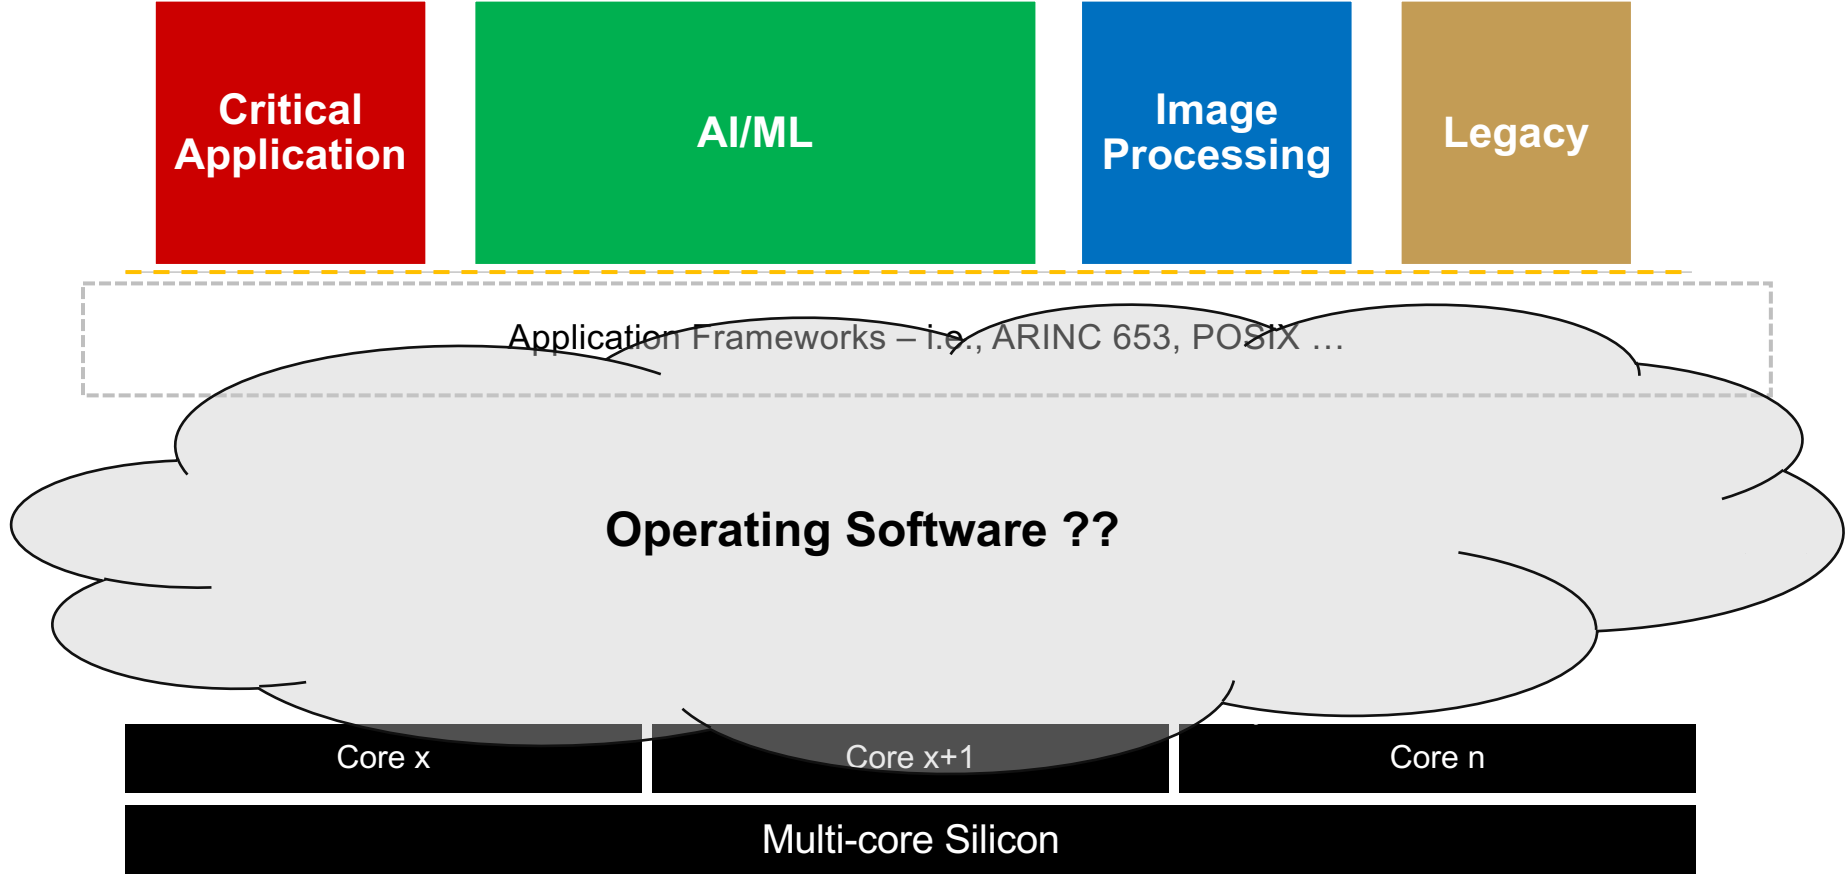 Critical
Application
AI/ML
Image
Processing
Legacy
Application Frameworks – i.e., ARINC 653, POSIX …
Operating Software ??
Core x
Core x+1
Core n
Multi-core Silicon